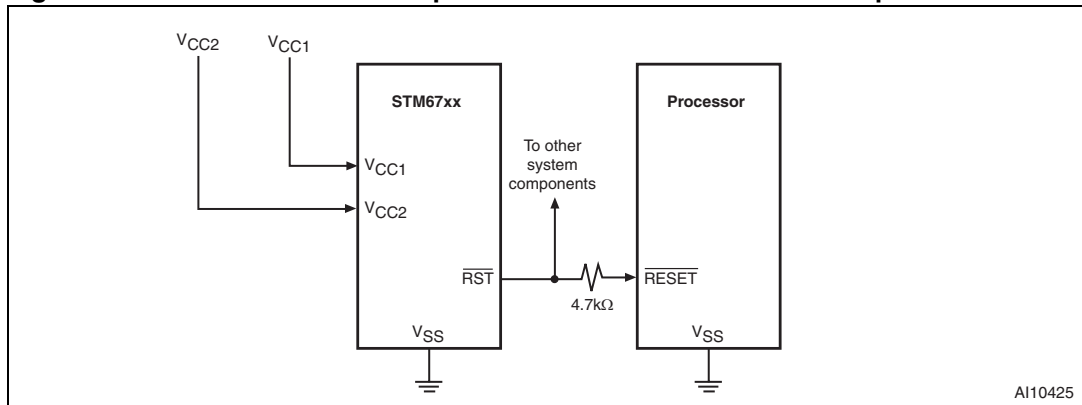 VCC2
VCC1
STM67xx
Processor
To other
system
components
VCC1
VCC2
RST
RESET
4.7kΩ
VSS
VSS
AI10425